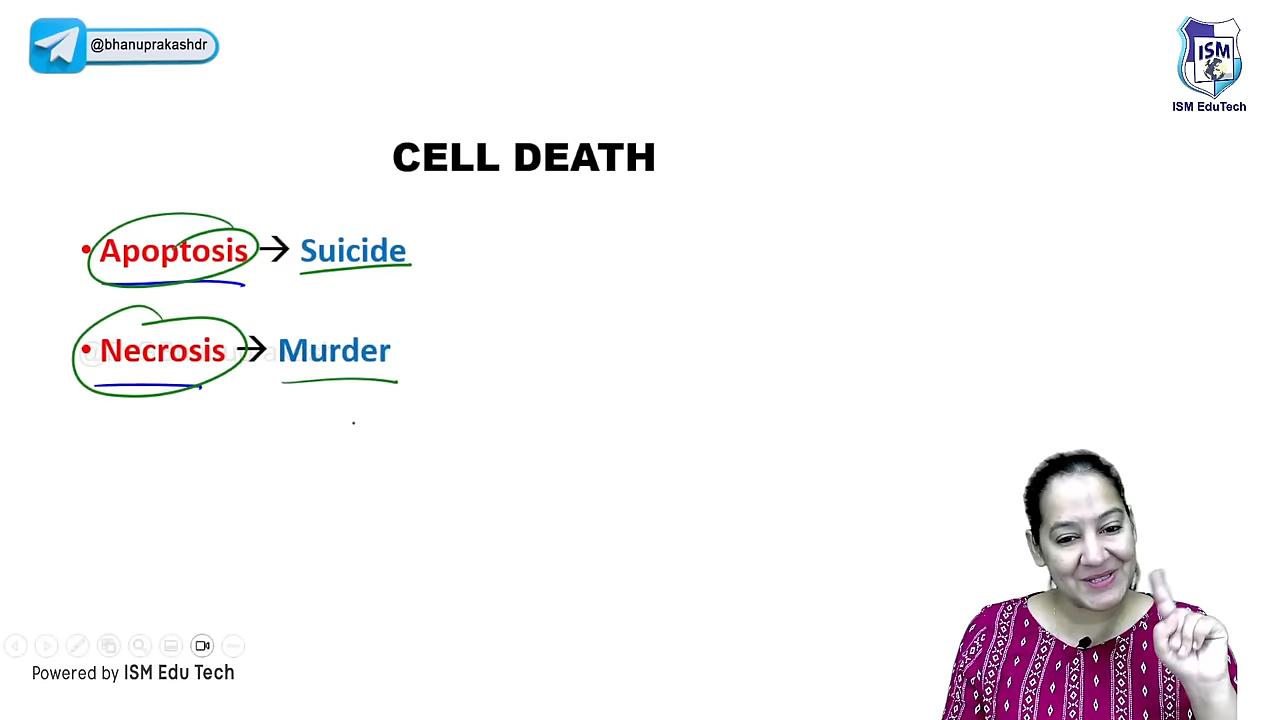 @bhanuprakashdr
ISM
ISM EduTech
CELL DEATH
• Apoptosis → Suicide
• Necrosis → Murder
Powered by ISM Edu Tech